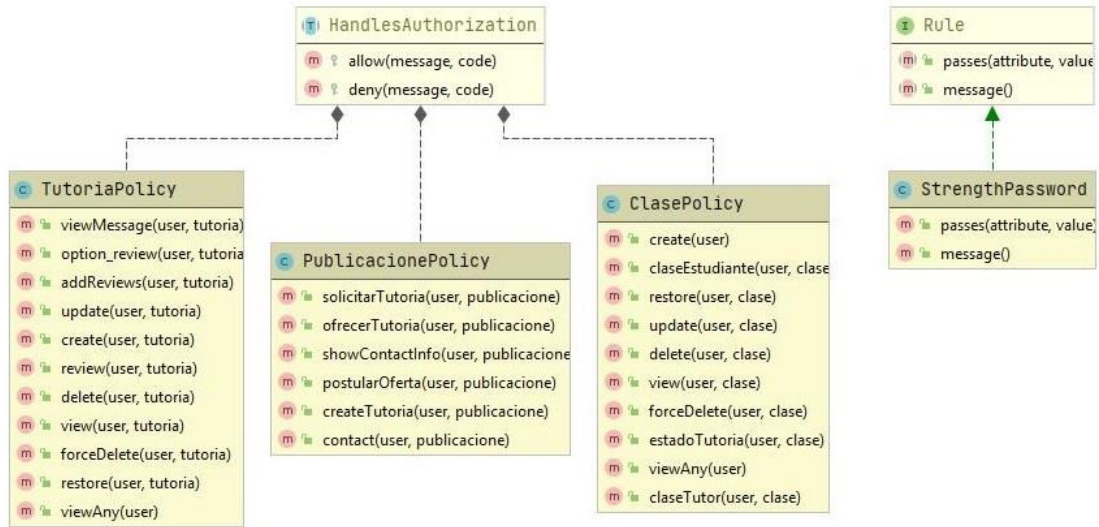 HandlesAuthorization
allow(message, code)
deny(message, code)
Rule
passes(attribute, value
message()
TutoriaPolicy
viewMessage(user, tutoria)
option_review(user, tutoria
addReviews(user, tutoria)
update(user, tutoria)
create(user, tutoria)
review(user, tutoria)
delete(user, tutoria)
view(user, tutoria)
forceDelete(user, tutoria)
restore(user, tutoria)
viewAny(user)
PublicacionePolicy
solicitarTutoria(user, publicacione)
ofrecerTutoria(user, publicacione)
showContactInfo(user, publicacione
postularOferta(user, publicacione)
createTutoria(user, publicacione)
contact(user, publicacione)
ClasePolicy
create(user)
claseEstudiante(user, clase
restore(user, clase)
update(user, clase)
delete(user, clase)
view(user, clase)
forceDelete(user, clase)
estadoTutoria(user, clase)
viewAny(user)
claseTutor(user, clase)
StrengthPassword
passes(attribute, value)
message()